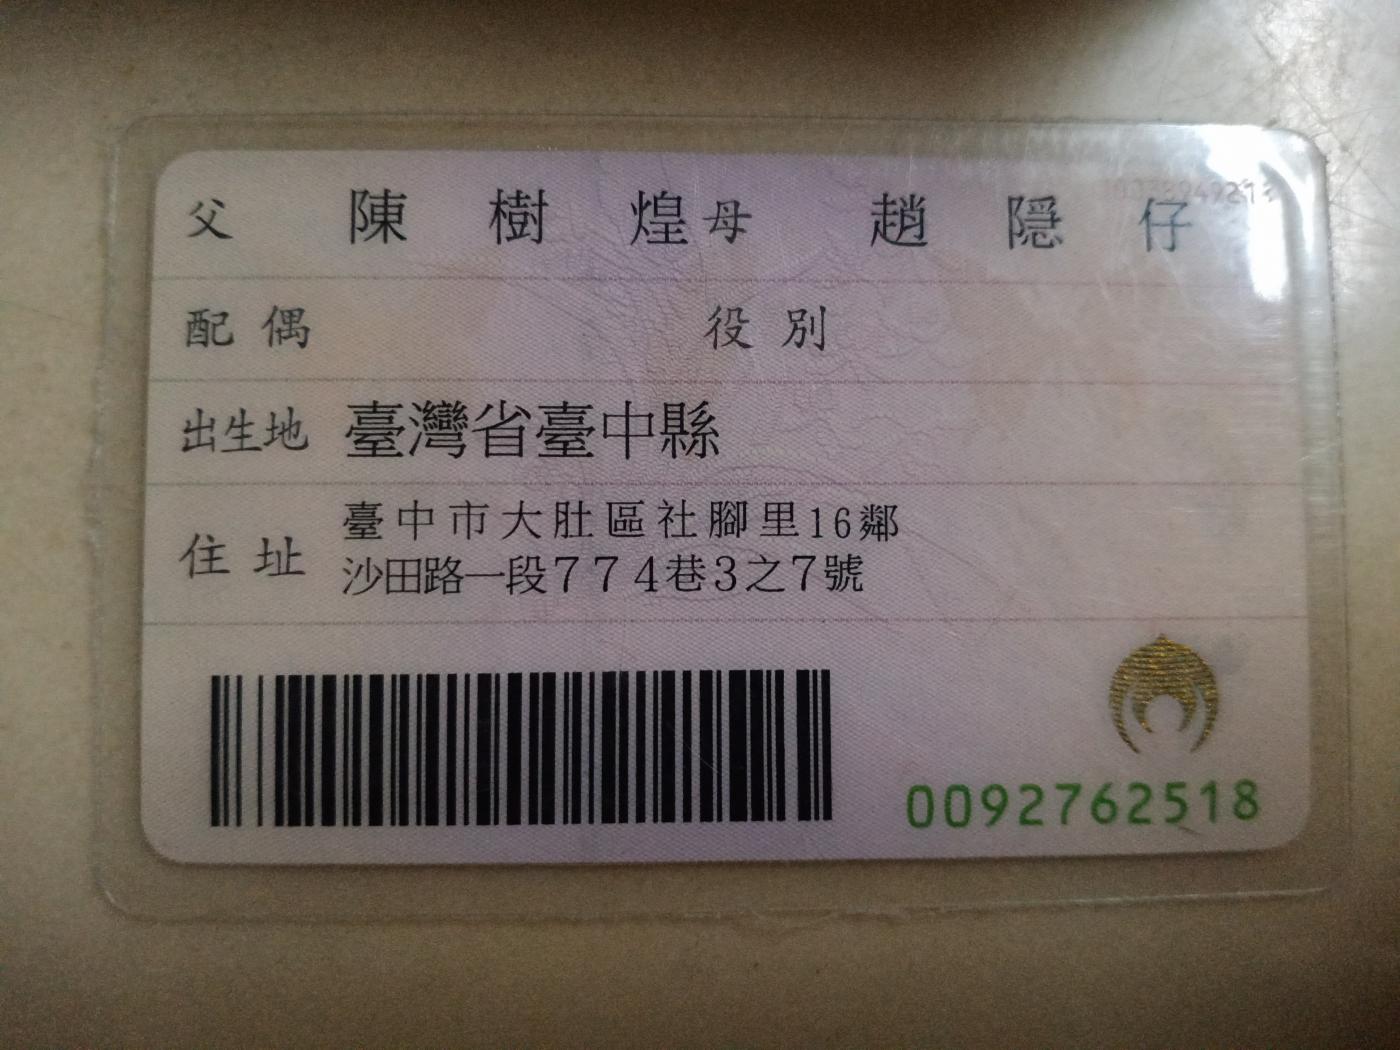 父 陳樹煌 母 趙隱仔
配偶 役別
出生地 臺灣省臺中縣
住址 臺中市大肚區社腳里16鄰
沙田路一段774巷3之7號
0092762518